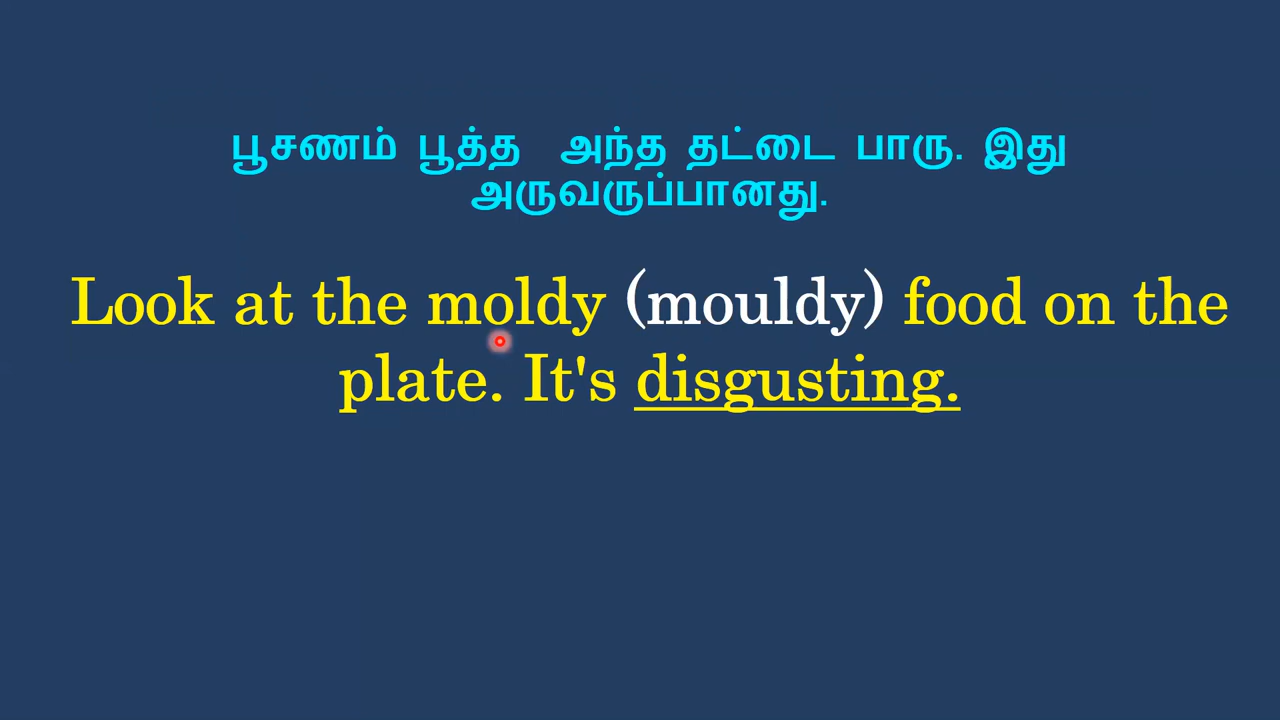 பூசணம் பூத்த அந்த தட்டை பாரு. இது
அருவருப்பானது.
Look at the moldy (mouldy) food on the
plate. It's disgusting.